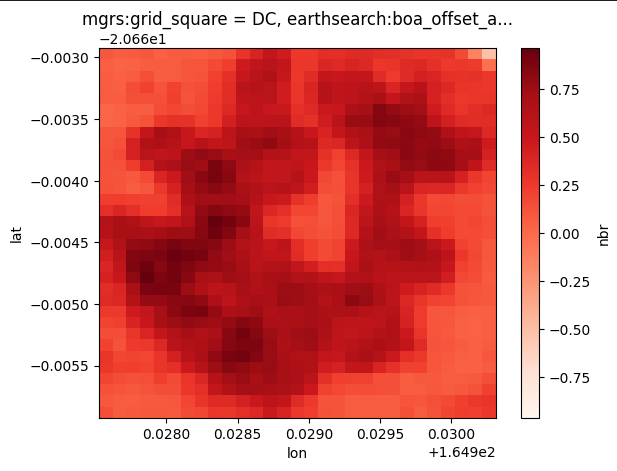 mgrs:grid_square = DC, earthsearch:boa_offset_a...
−2.066e1
−0.0030
−0.0035
−0.0040
−0.0045
−0.0050
−0.0055
lat
0.0280 0.0285 0.0290 0.0295 0.0300
lon
+1.649e2
0.75
0.50
0.25
0.00
−0.25
−0.50
−0.75
nbr